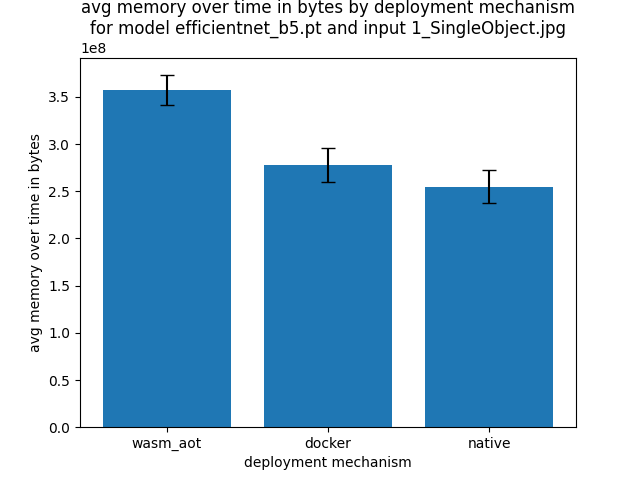 avg memory over time in bytes by deployment mechanism
for model efficientnet_b5.pt and input 1_SingleObject.jpg
1e8
3.5
3.0
2.5
2.0
1.5
1.0
0.5
0.0
avg memory over time in bytes
wasm_aot docker native
deployment mechanism